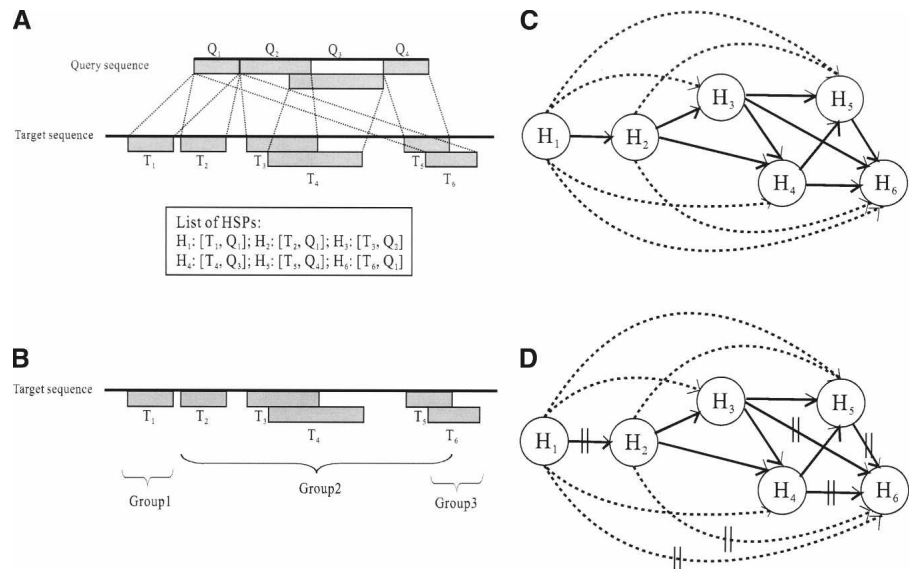 A
Q₁ Q₂ Q₃ Q₄
Query sequence
Target sequence
T₁ T₂ T₃ T₄ T₅ T₆
List of HSPs:
H₁: [T₁, Q₁]; H₂: [T₂, Q₁]; H₃: [T₃, Q₂]
H₄: [T₄, Q₃]; H₅: [T₅, Q₄]; H₆: [T₆, Q₁]
B
Target sequence
T₁ T₂ T₃ T₄ T₅ T₆
Group1
Group2
Group3
C
H₁ H₂ H₃ H₄ H₅ H₆
D
H₁ H₂ H₃ H₄ H₅ H₆